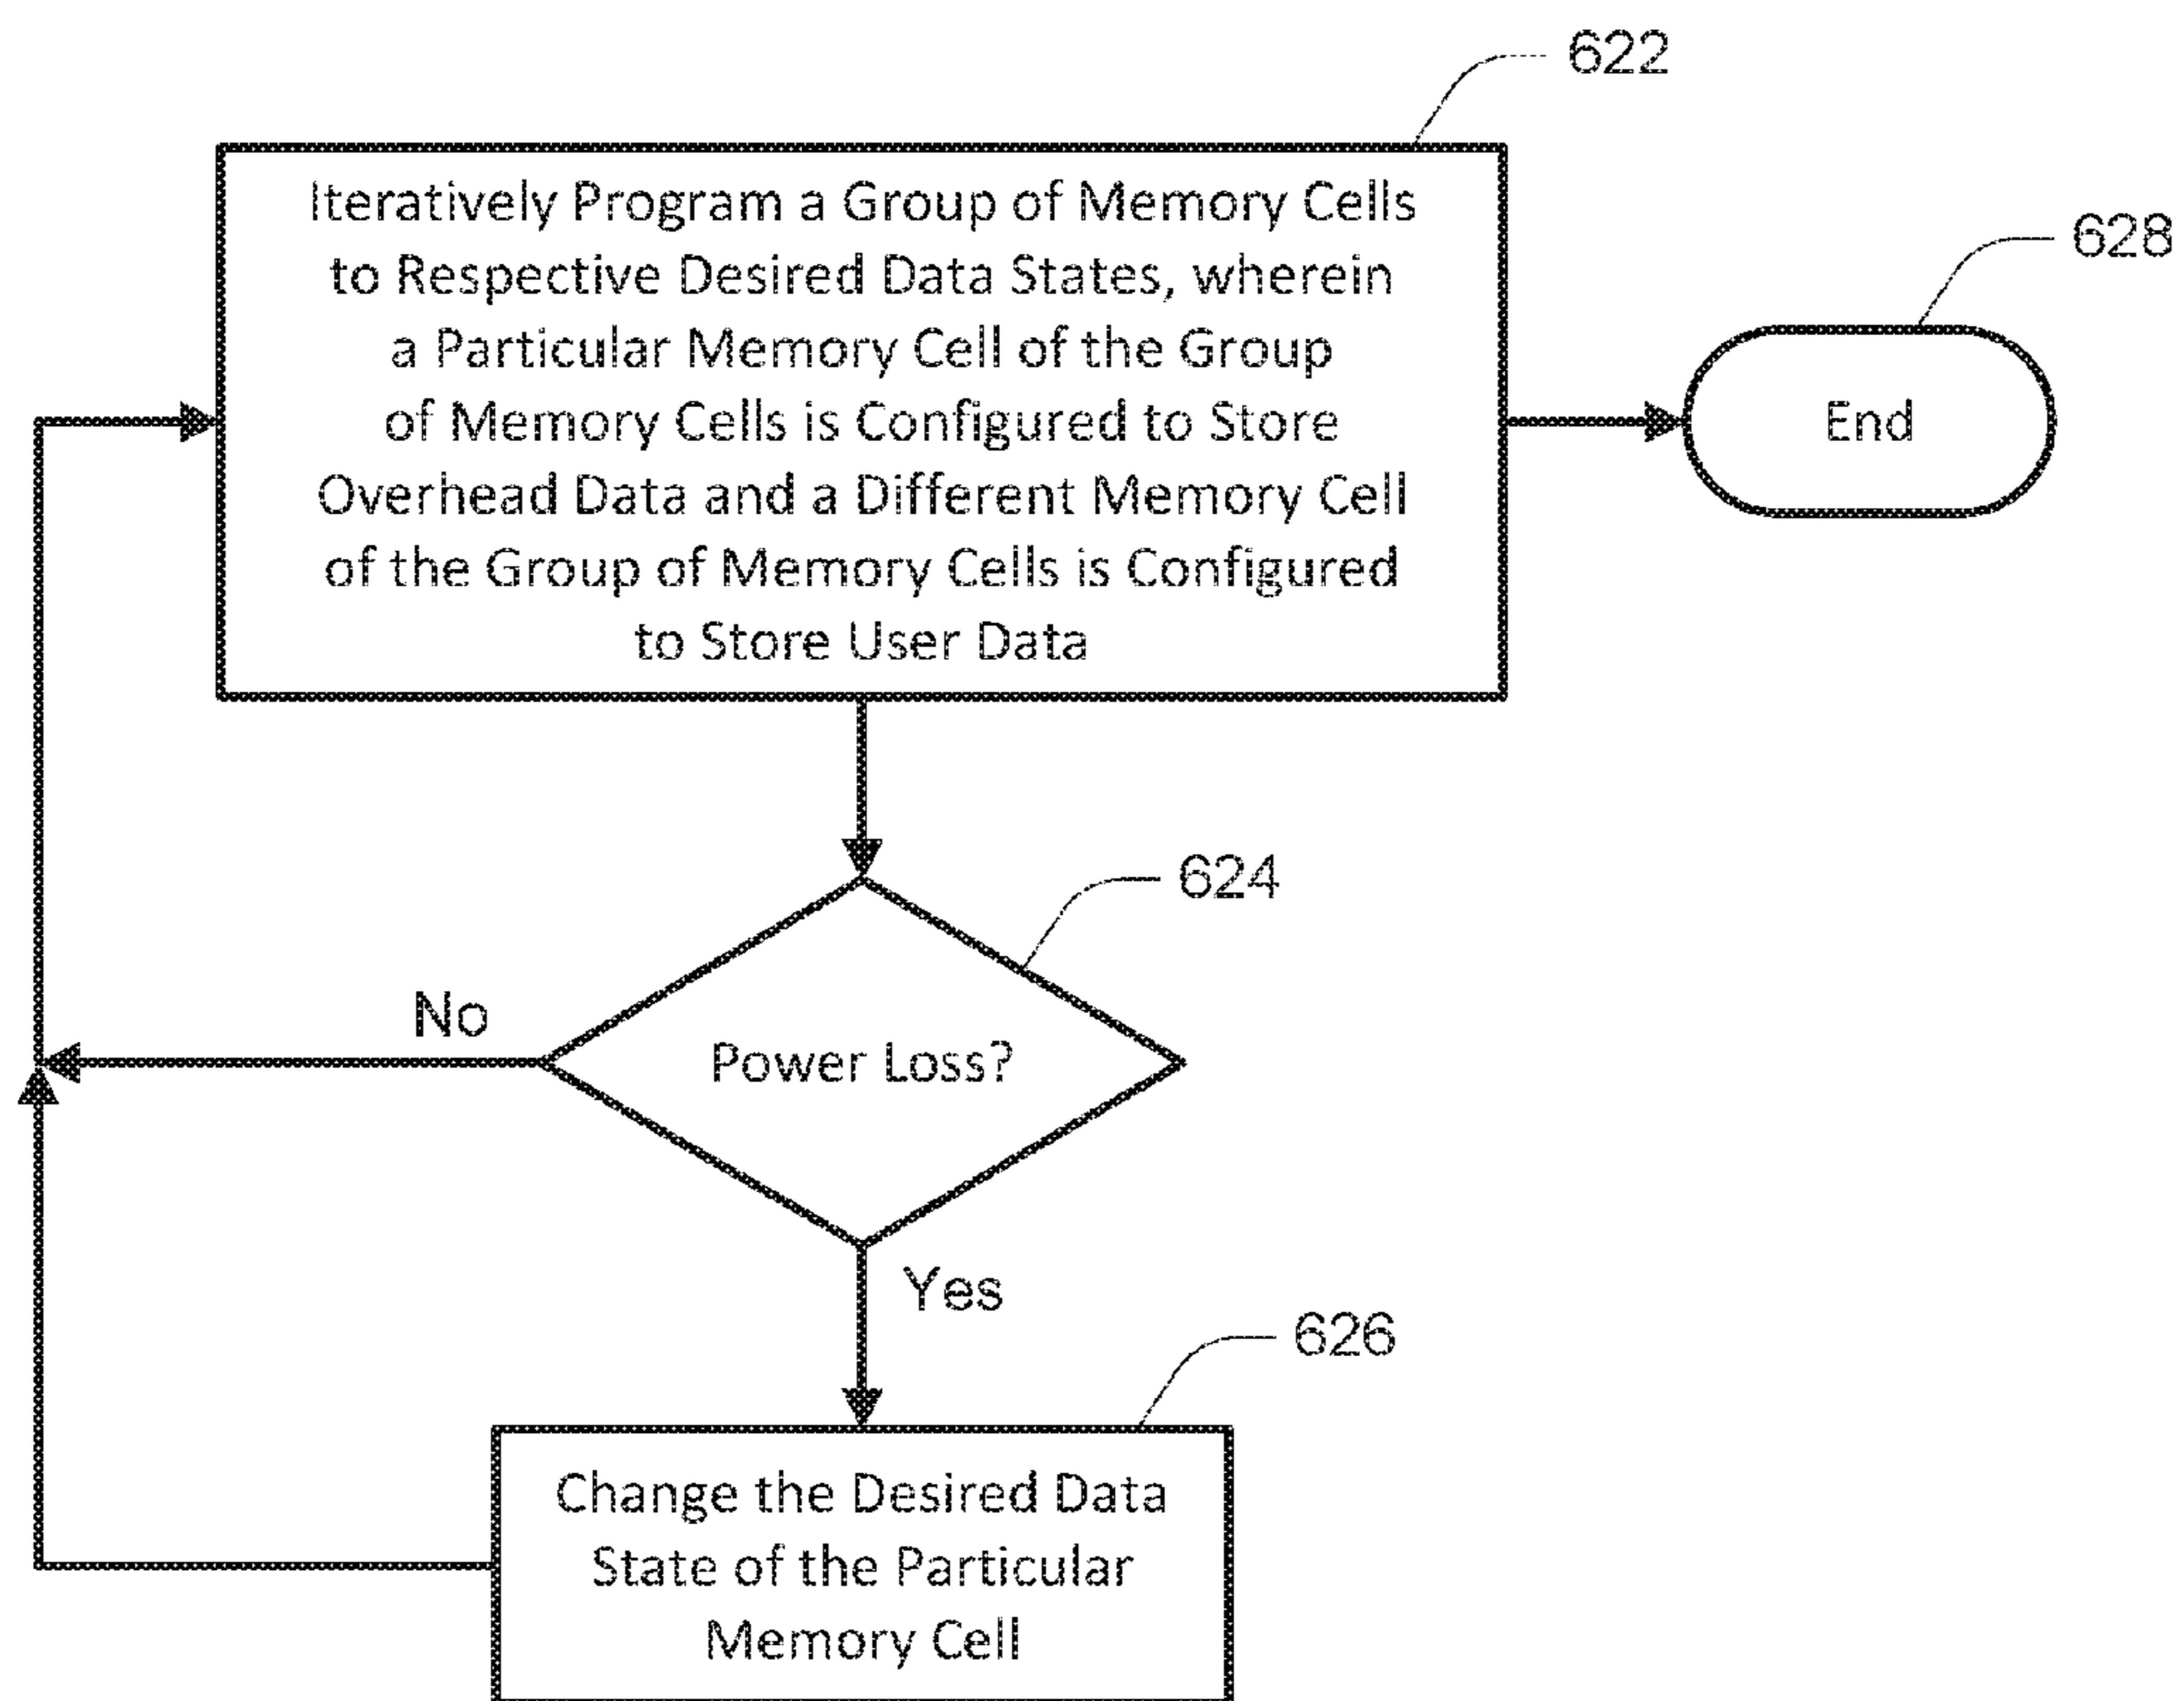 622
Iteratively Program a Group of Memory Cells
to Respective Desired Data States, wherein
a Particular Memory Cell of the Group
of Memory Cells is Configured to Store
Overhead Data and a Different Memory Cell
of the Group of Memory Cells is Configured
to Store User Data
628
End
624
No
Power Loss?
Yes
626
Change the Desired Data
State of the Particular
Memory Cell